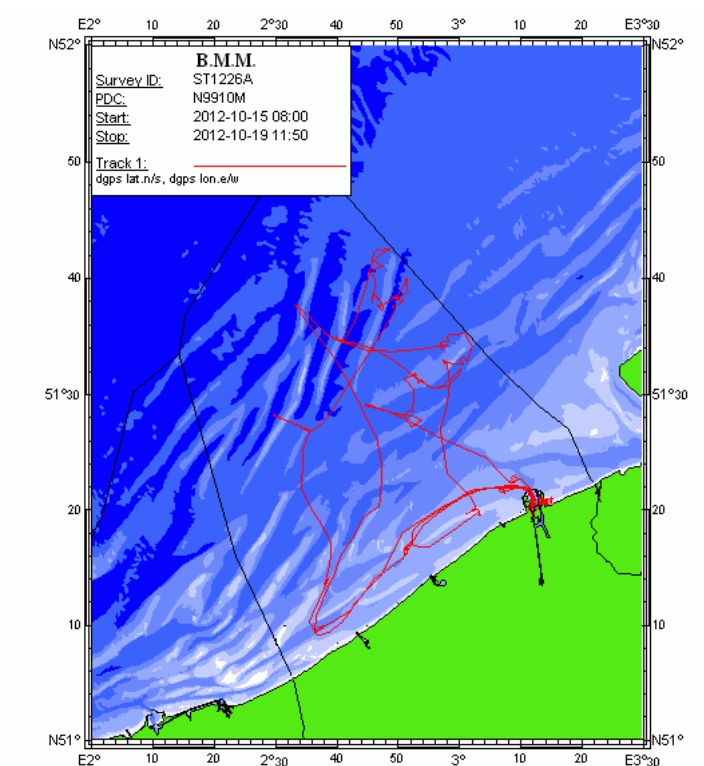 E2° 10 20 2°30 40 50 3° 10 20 E3°30
N52° N52°
B.M.M.
Survey ID: ST1226A
PDC: N9910M
Start: 2012-10-15 08:00
Stop: 2012-10-19 11:50
Track 1:
dgps lat.n/s, dgps lon.e/w
50 50
40 40
51°30 51°30
20 20
10 10
N51° N51°
E2° 10 20 2°30 40 50 3° 10 20 E3°30